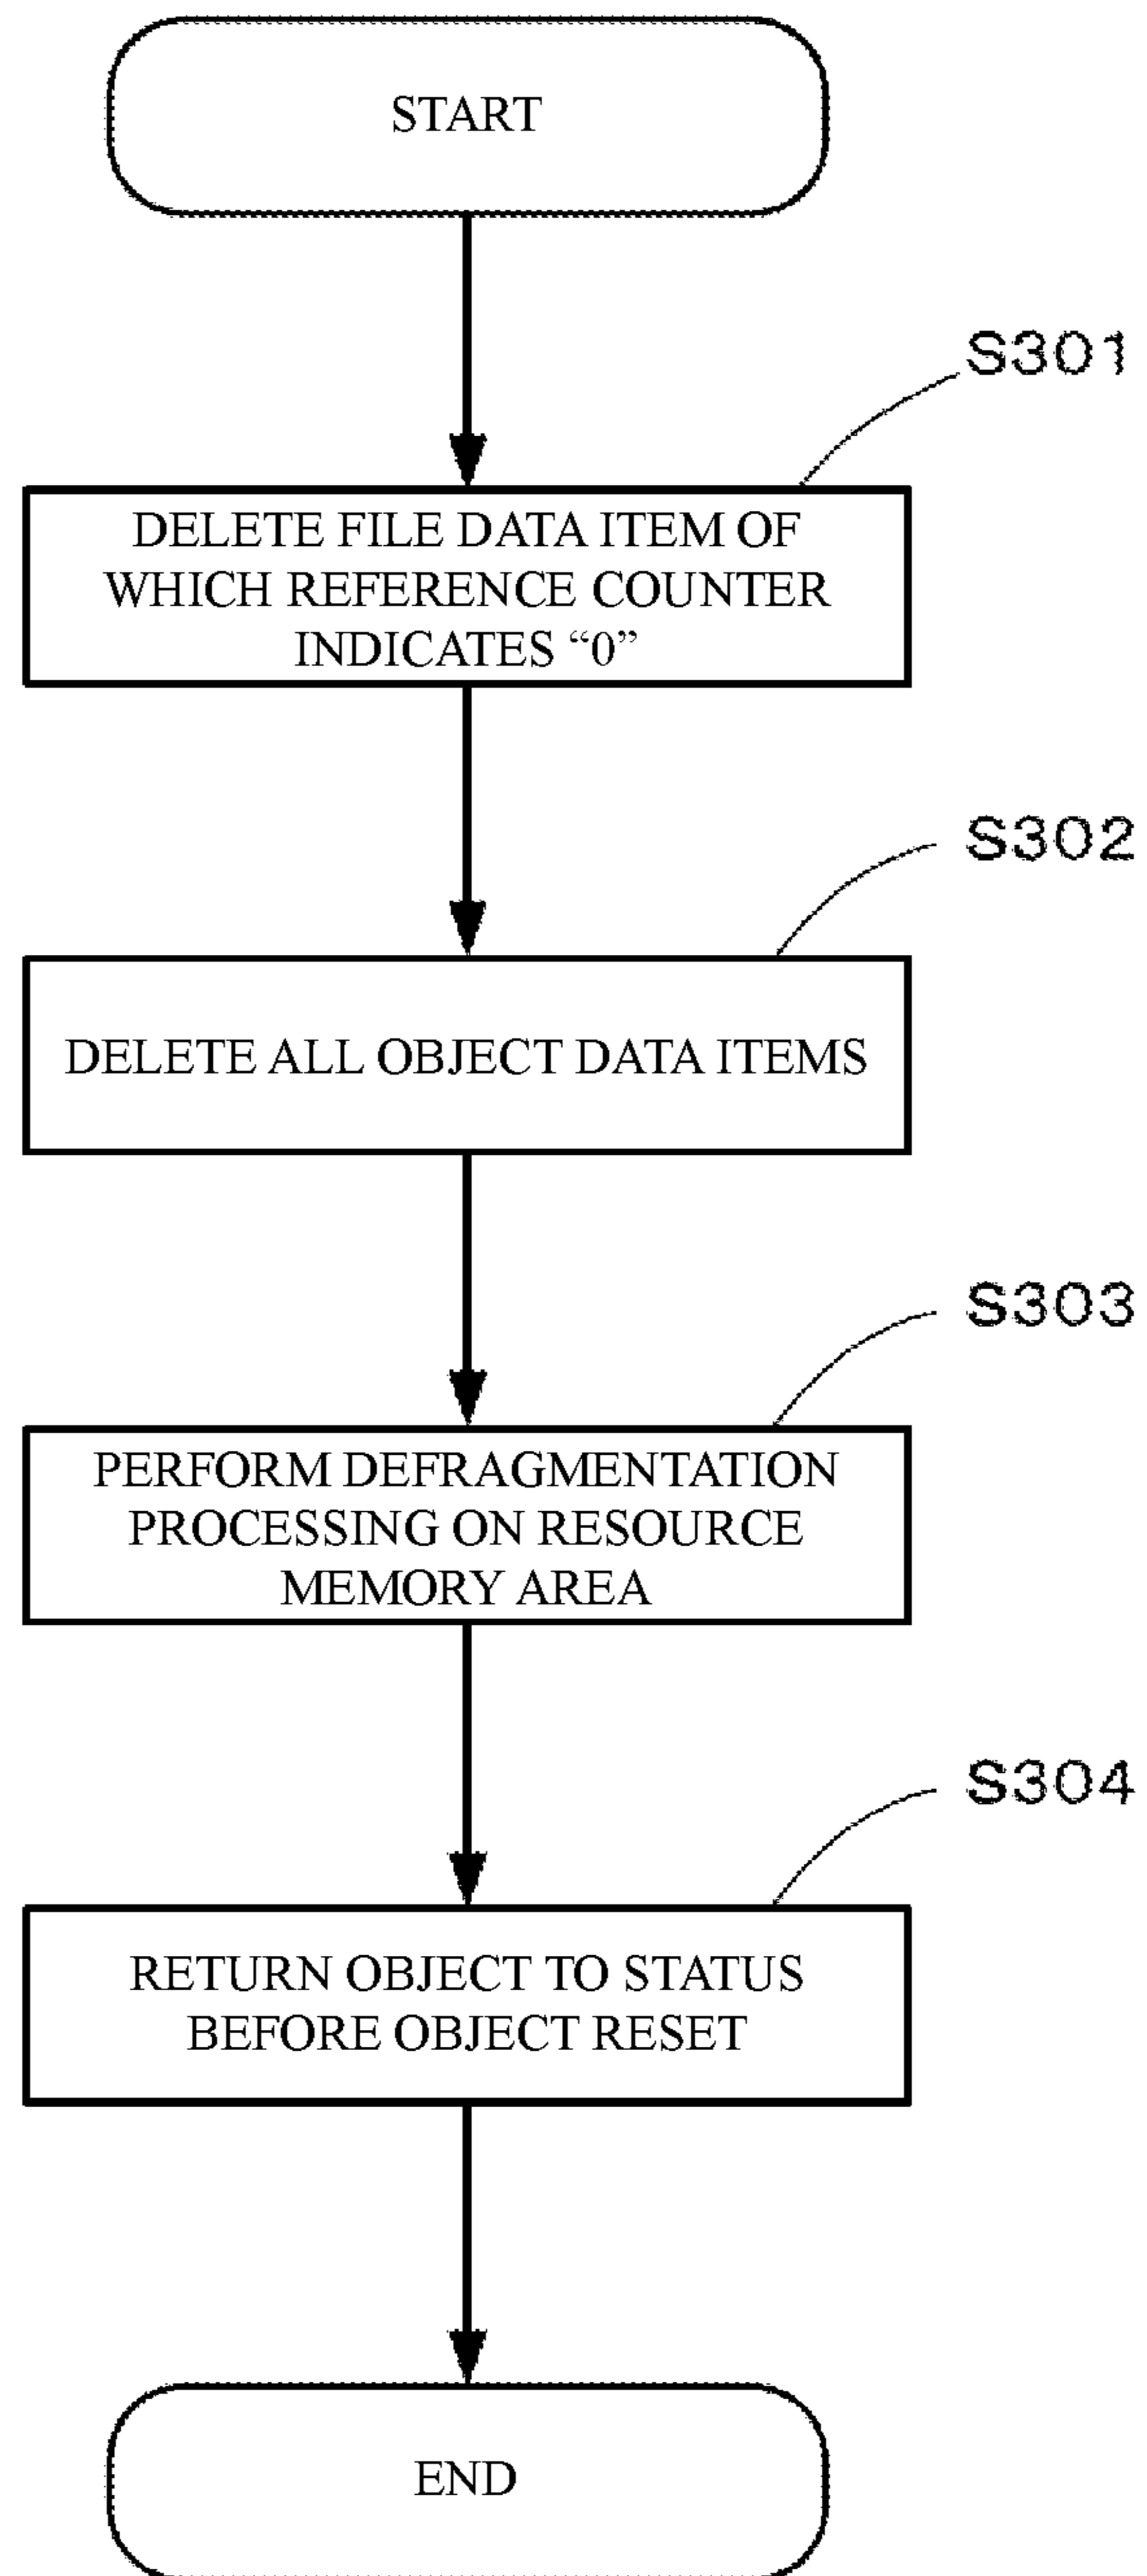 START
S301
DELETE FILE DATA ITEM OF
WHICH REFERENCE COUNTER
INDICATES “0”
S302
DELETE ALL OBJECT DATA ITEMS
S303
PERFORM DEFRAGMENTATION
PROCESSING ON RESOURCE
MEMORY AREA
S304
RETURN OBJECT TO STATUS
BEFORE OBJECT RESET
END